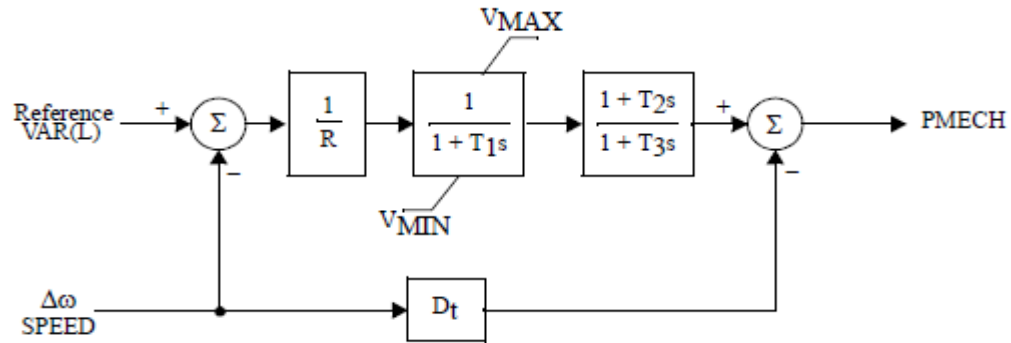 VMAX
Reference
VAR(L)
+
Σ
−
1
R
1
1 + T1s
VMIN
1 + T2s
1 + T3s
+
Σ
−
PMECH
Δω
SPEED
Dt